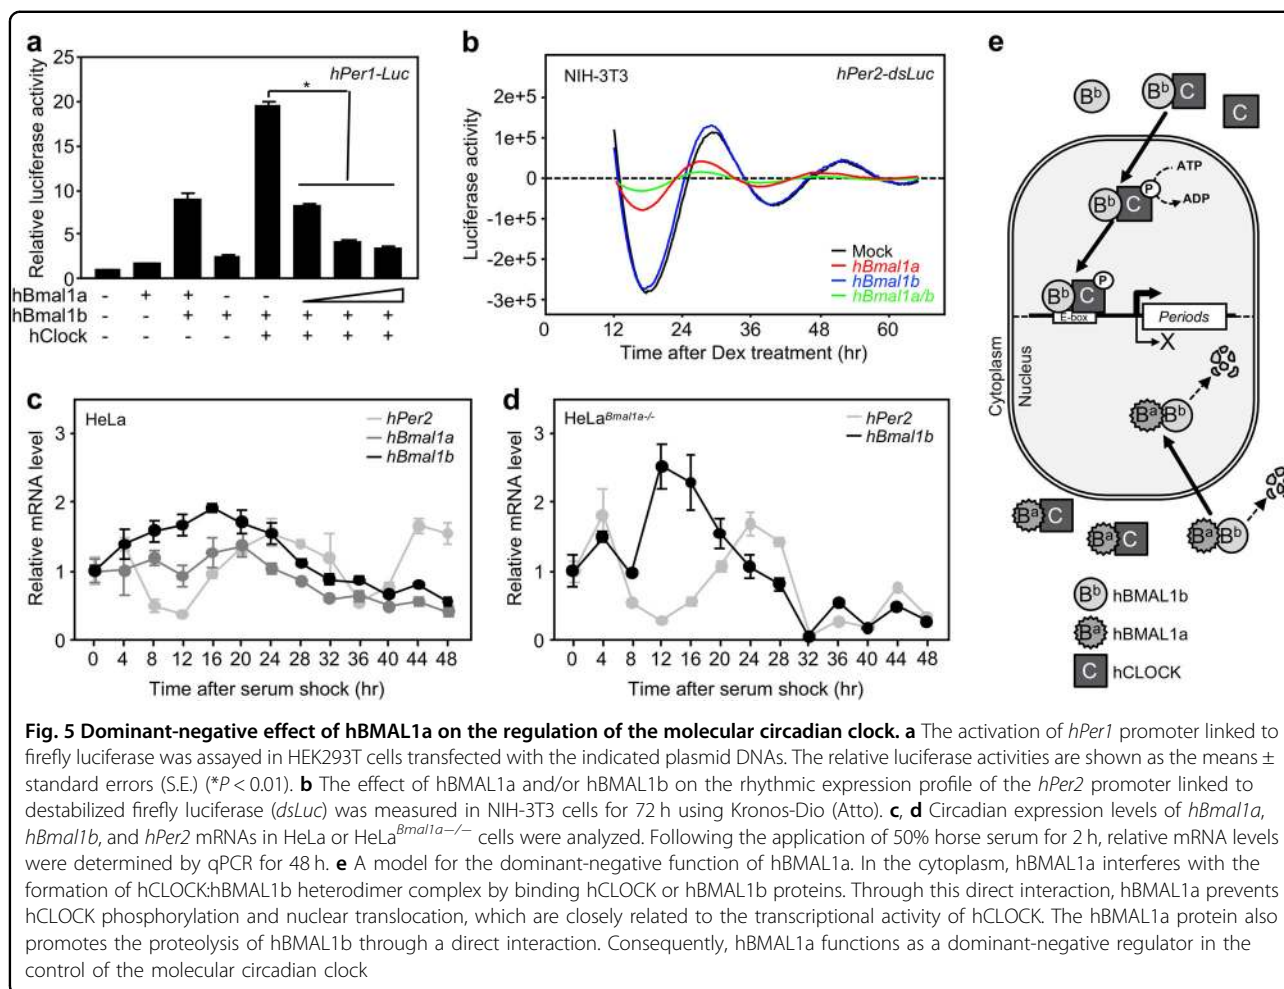 a
Relative luciferase activity
25
20
15
10
5
0
hPer1-Luc
*
hBmal1a - + + - - 
hBmal1b - - + + + + + +
hClock - - - - + + + +
b
Luciferase activity
2e+5
1e+5
0
-1e+5
-2e+5
-3e+5
NIH-3T3
hPer2-dsLuc
Mock
hBmal1a
hBmal1b
hBmal1a/b
0 12 24 36 48 60
Time after Dex treatment (hr)
c
Relative mRNA level
3
2
1
0
HeLa
hPer2
hBmal1a
hBmal1b
0 4 8 12 16 20 24 28 32 36 40 44 48
Time after serum shock (hr)
d
Relative mRNA level
3
2
1
0
HeLaBmal1a-/-
hPer2
hBmal1b
0 4 8 12 16 20 24 28 32 36 40 44 48
Time after serum shock (hr)
e
Bb
Bb C
C
ATP
Bb C P
ADP
P
Bb C
E-box
Periods
X
Cytoplasm
Nucleus
Ba Bb
Ba C
Ba C
Ba Bb
Bb hBMAL1b
Ba hBMAL1a
C hCLOCK
Fig. 5 Dominant-negative effect of hBMAL1a on the regulation of the molecular circadian clock. a The activation of hPer1 promoter linked to
firefly luciferase was assayed in HEK293T cells transfected with the indicated plasmid DNAs. The relative luciferase activities are shown as the means ±
standard errors (S.E.) (*P < 0.01). b The effect of hBMAL1a and/or hBMAL1b on the rhythmic expression profile of the hPer2 promoter linked to
destabilized firefly luciferase (dsLuc) was measured in NIH-3T3 cells for 72 h using Kronos-Dio (Atto). c, d Circadian expression levels of hBmal1a,
hBmal1b, and hPer2 mRNAs in HeLa or HeLaBmal1a−/− cells were analyzed. Following the application of 50% horse serum for 2 h, relative mRNA levels
were determined by qPCR for 48 h. e A model for the dominant-negative function of hBMAL1a. In the cytoplasm, hBMAL1a interferes with the
formation of hCLOCK:hBMAL1b heterodimer complex by binding hCLOCK or hBMAL1b proteins. Through this direct interaction, hBMAL1a prevents
hCLOCK phosphorylation and nuclear translocation, which are closely related to the transcriptional activity of hCLOCK. The hBMAL1a protein also
promotes the proteolysis of hBMAL1b through a direct interaction. Consequently, hBMAL1a functions as a dominant-negative regulator in the
control of the molecular circadian clock